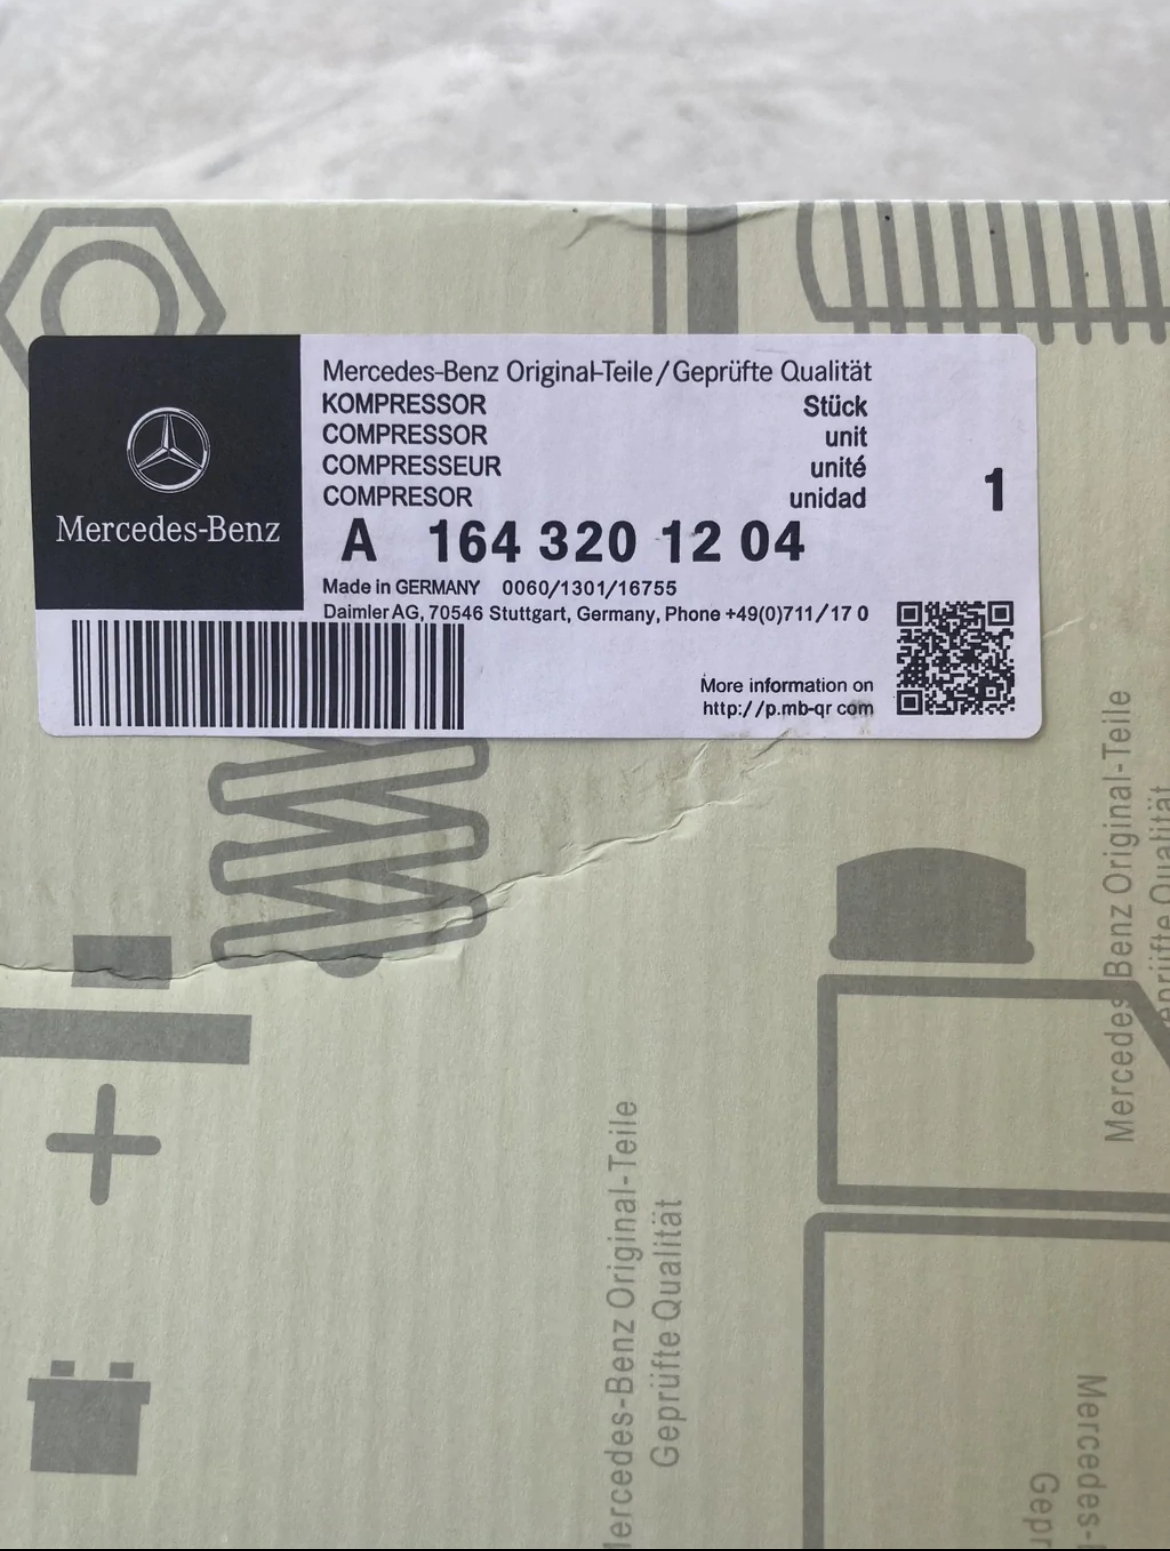 Mercedes-Benz
Mercedes-Benz Original-Teile/Geprüfte Qualität
KOMPRESSOR Stück
COMPRESSOR unit
COMPRESSEUR unité
COMPRESOR unidad
1
A 164 320 12 04
Made in GERMANY 0060/1301/16755
Daimler AG, 70546 Stuttgart, Germany, Phone +49(0)711/17 0
More information on
http://p.mb-qr com
Mercedes-Benz Original-Teile
Qualität
Mercedes-Benz Original-Teile
Geprüfte Qualität
Mercedes-